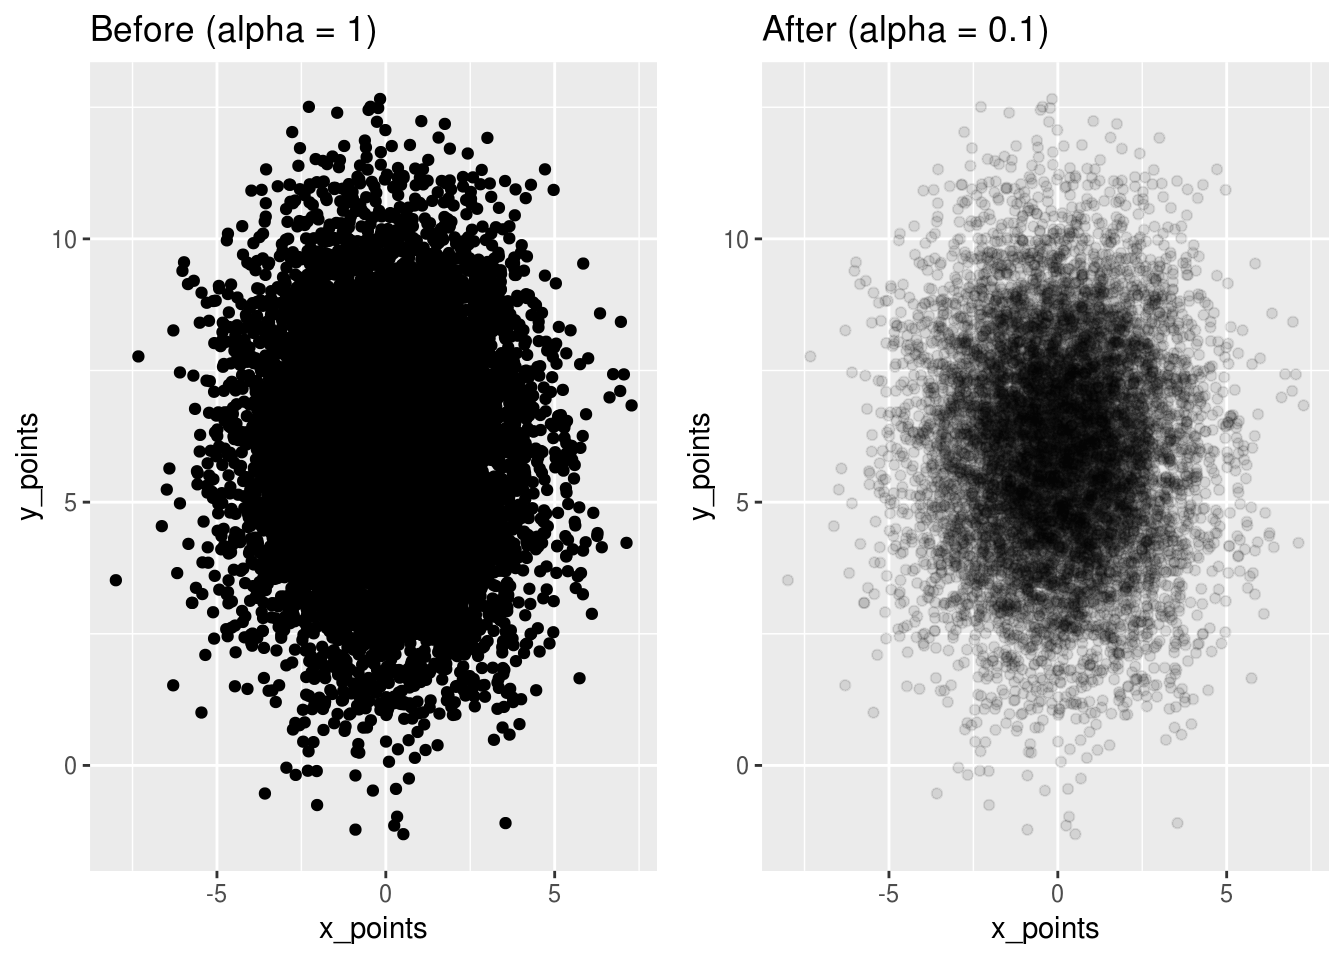 Before (alpha = 1)
y_points
10
5
0
-5 0 5
x_points
After (alpha = 0.1)
y_points
10
5
0
-5 0 5
x_points